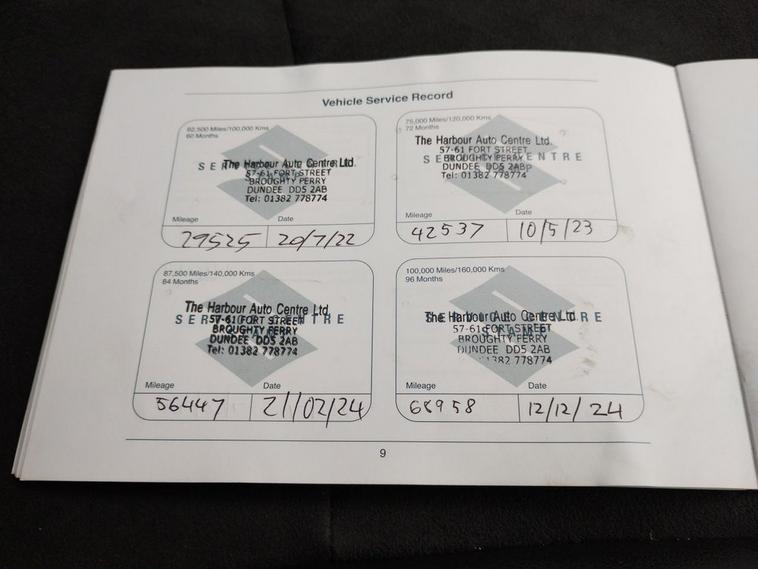 Vehicle Service Record
62,500 Miles/100,000 Kms
60 Months
The Harbour Auto Centre Ltd.
57-61 FORT STREET
BROUGHTY FERRY
DUNDEE DD5 2AB
Tel: 01382 778774
Mileage Date
29525 20/7/22
75,000 Miles/120,000 Kms
72 Months
The Harbour Auto Centre Ltd.
57-61 FORT STREET
BROUGHTY FERRY
DUNDEE DD5 2AB
Tel: 01382 778774
Mileage Date
42537 10/5/23
87,500 Miles/140,000 Kms
84 Months
The Harbour Auto Centre Ltd.
57-61 FORT STREET
BROUGHTY FERRY
DUNDEE DD5 2AB
Tel: 01382 778774
Mileage Date
56447 21/02/24
100,000 Miles/160,000 Kms
96 Months
The Harbour Auto Centre Ltd.
57-61 FORT STREET
BROUGHTY FERRY
DUNDEE DD5 2AB
1382 778774
Mileage Date
68958 12/12/24
9